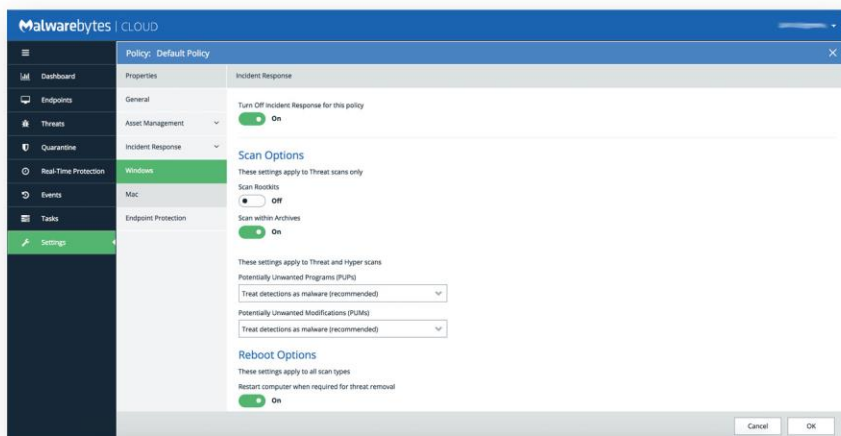 Malwarebytes | CLOUD
Policy: Default Policy
Dashboard
Endpoints
Threats
Quarantine
Real-Time Protection
Events
Tasks
Settings
Properties
General
Asset Management
Incident Response
Windows
Mac
Endpoint Protection
Incident Response
Turn Off Incident Response for this policy
On
Scan Options
These settings apply to Threat scans only
Scan Rootkits
Off
Scan within Archives
On
These settings apply to Threat and Hyper scans
Potentially Unwanted Programs (PUPs)
Treat detections as malware (recommended)
Potentially Unwanted Modifications (PUMs)
Treat detections as malware (recommended)
Reboot Options
These settings apply to all scan types
Restart computer when required for threat removal
On
Cancel
OK